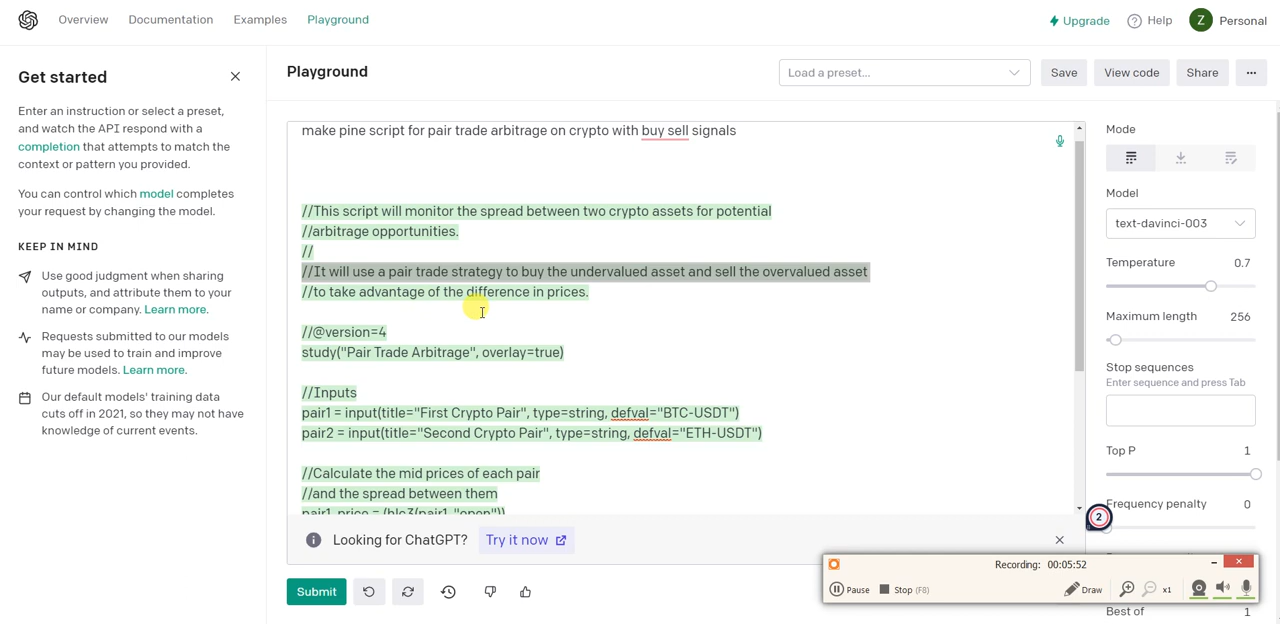 Overview Documentation Examples Playground
Upgrade Help Z Personal
Get started
Enter an instruction or select a preset,
and watch the API respond with a
completion that attempts to match the
context or pattern you provided.
You can control which model completes
your request by changing the model.
KEEP IN MIND
Use good judgment when sharing
outputs, and attribute them to your
name or company. Learn more.
Requests submitted to our models
may be used to train and improve
future models. Learn more.
Our default models' training data
cuts off in 2021, so they may not have
knowledge of current events.
Playground
Load a preset...
Save
View code
Share
...
make pine script for pair trade arbitrage on crypto with buy sell signals
//This script will monitor the spread between two crypto assets for potential
//arbitrage opportunities.
//
//It will use a pair trade strategy to buy the undervalued asset and sell the overvalued asset
//to take advantage of the difference in prices.
//@version=4
study("Pair Trade Arbitrage", overlay=true)
//Inputs
pair1 = input(title="First Crypto Pair", type=string, defval="BTC-USDT")
pair2 = input(title="Second Crypto Pair", type=string, defval="ETH-USDT")
//Calculate the mid prices of each pair
//and the spread between them
pair1_price = (hlc3(pair1, "open"))
Looking for ChatGPT? Try it now
Submit
Mode
Model
text-davinci-003
Temperature 0.7
Maximum length 256
Stop sequences
Enter sequence and press Tab
Top P 1
Frequency penalty 0
2
Recording: 00:05:52
Pause Stop (F8) Draw x1
Best of 1